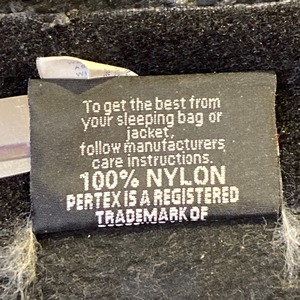 To get the best from
your sleeping bag or
jacket,
follow manufacturers
care instructions.
100% NYLON
PERTEX IS A REGISTERED
TRADEMARK OF